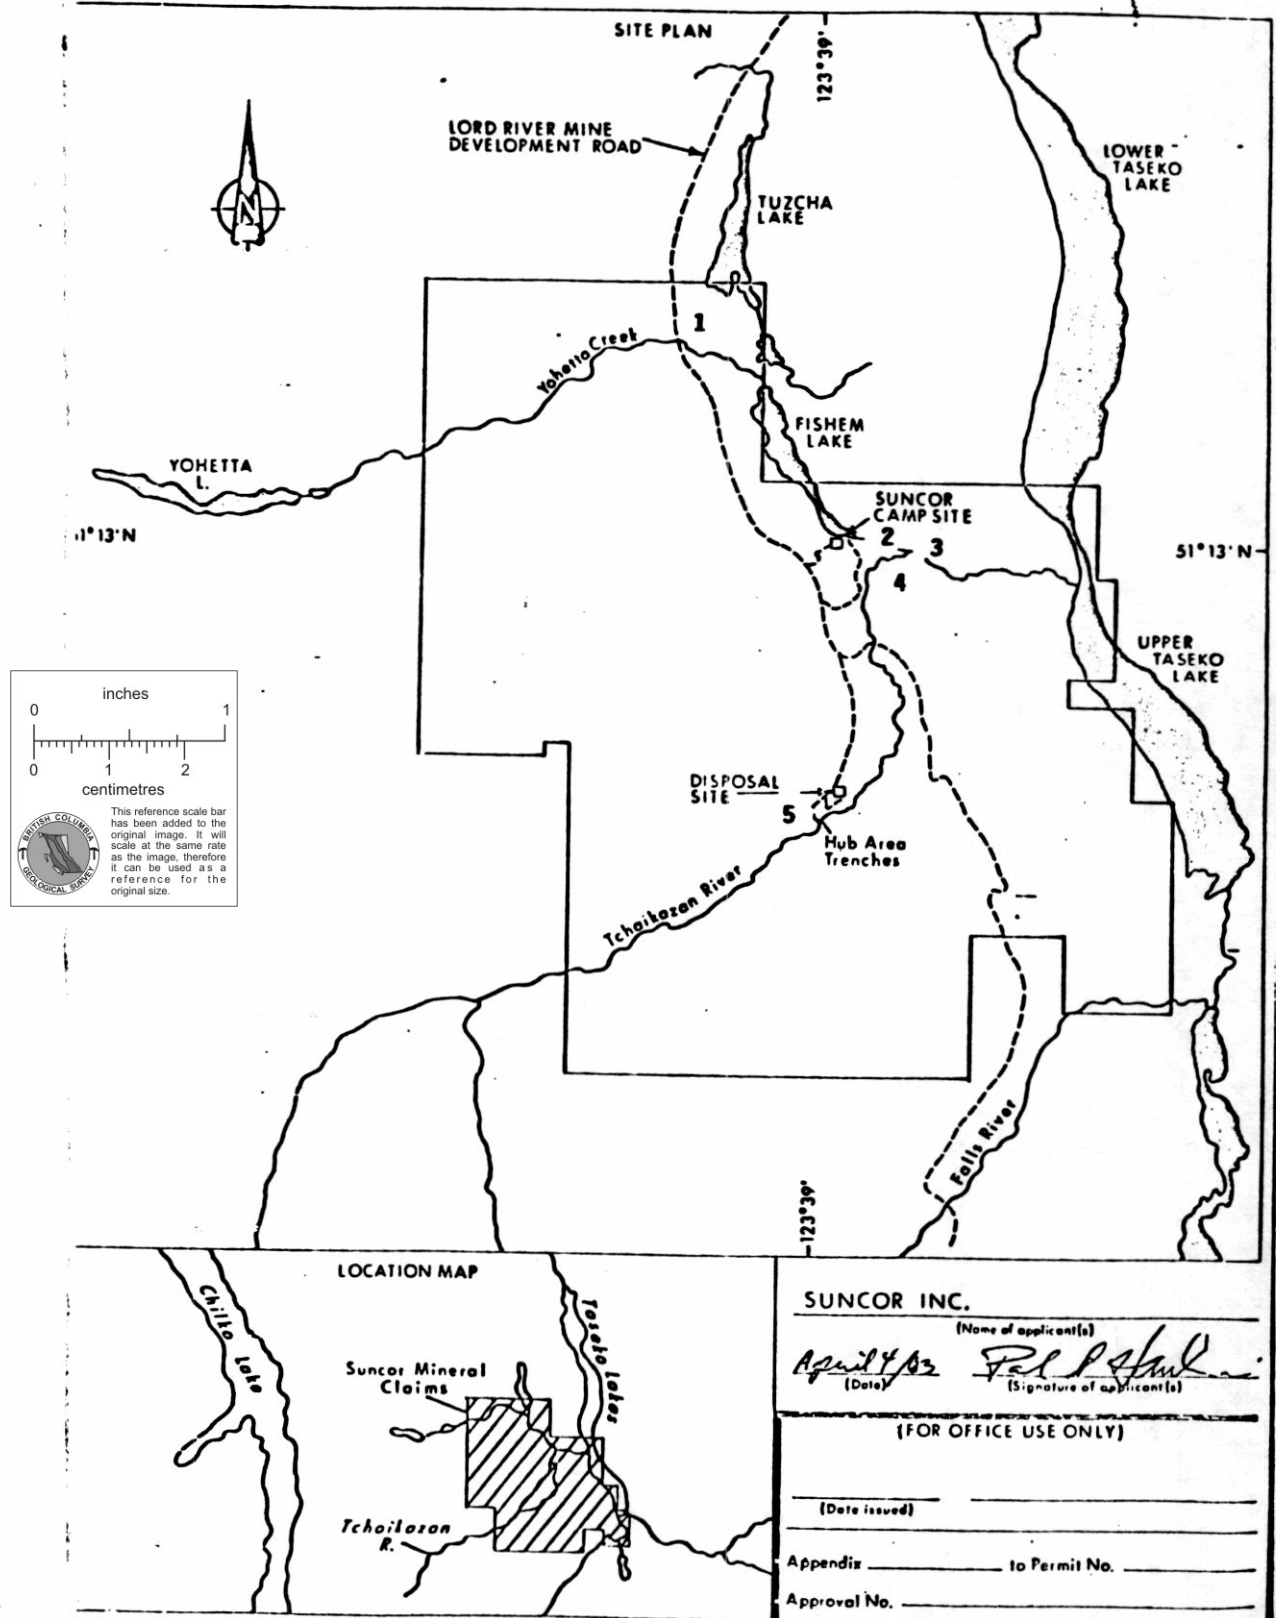 SITE PLAN
123°39'
LORD RIVER MINE
DEVELOPMENT ROAD
LOWER
TASEKO
LAKE
TUZCHA
LAKE
N
1
Yohetta Creek
FISHEM
LAKE
YOHETTA
L.
SUNCOR
CAMP SITE
1°13'N
2
3
51°13'N
4
UPPER
TASEKO
LAKE
inches
0 1
0 1 2
centimetres
This reference scale bar
has been added to the
original image. It will
scale at the same rate
as the image, therefore
it can be used as a
reference for the
original size.
BRITISH COLUMBIA
GEOLOGICAL SURVEY
DISPOSAL
SITE
5
Hub Area
Trenches
Tchaikazan River
Falls River
123°39'
LOCATION MAP
Chilko Lake
Taseko Lakes
Suncor Mineral
Claims
Tchaikazan
R.
SUNCOR INC.
(Name of applicant(s)
April 4/83
(Date)
(Signature of applicant(s)
(FOR OFFICE USE ONLY)
(Date issued)
Appendix to Permit No.
Approval No.